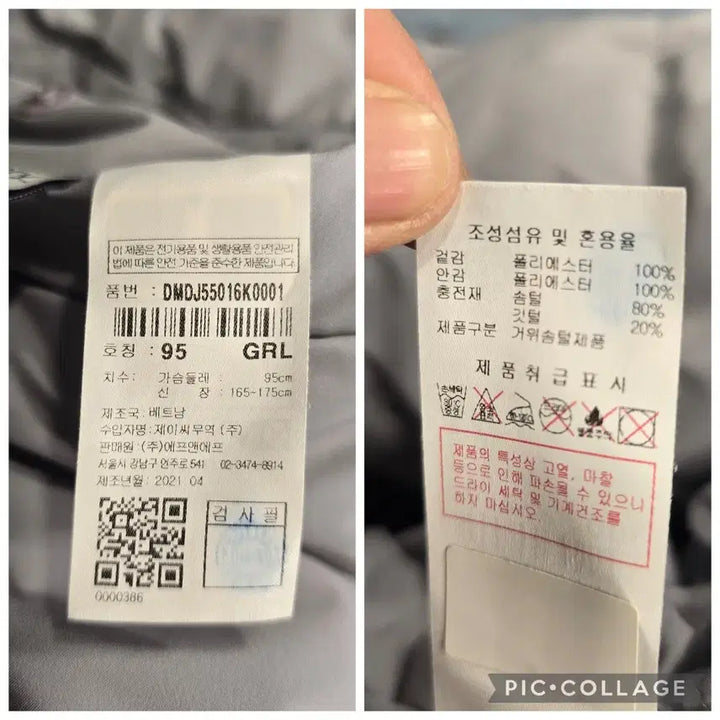 이 제품은 전기용품 및 생활용품 안전관리
법에 따른 안전 기준을 준수한 제품입니다.
품번 : DMDJ55016K0001
호칭 : 95 GRL
치수 : 가슴둘레 : 95cm
신 장 : 165~175cm
제조국 : 베트남
수입자명 : 제이씨무역 (주)
판매원 : (주)에프앤에프
서울시 강남구 언주로 541 02-3474-8914
제조년월 : 2021 04
검 사 필
0000386
조성섬유 및 혼용율
겉감 폴리에스터 100%
안감 폴리에스터 100%
충전재 솜털 80%
깃털 20%
제품구분 거위솜털제품
제 품 취 급 표 시
제품의 특성상 고열, 마찰
등으로 인해 파손될 수 있으니
드라이 세탁 및 기계건조를
하지 마십시오.
PIC•COLLAGE